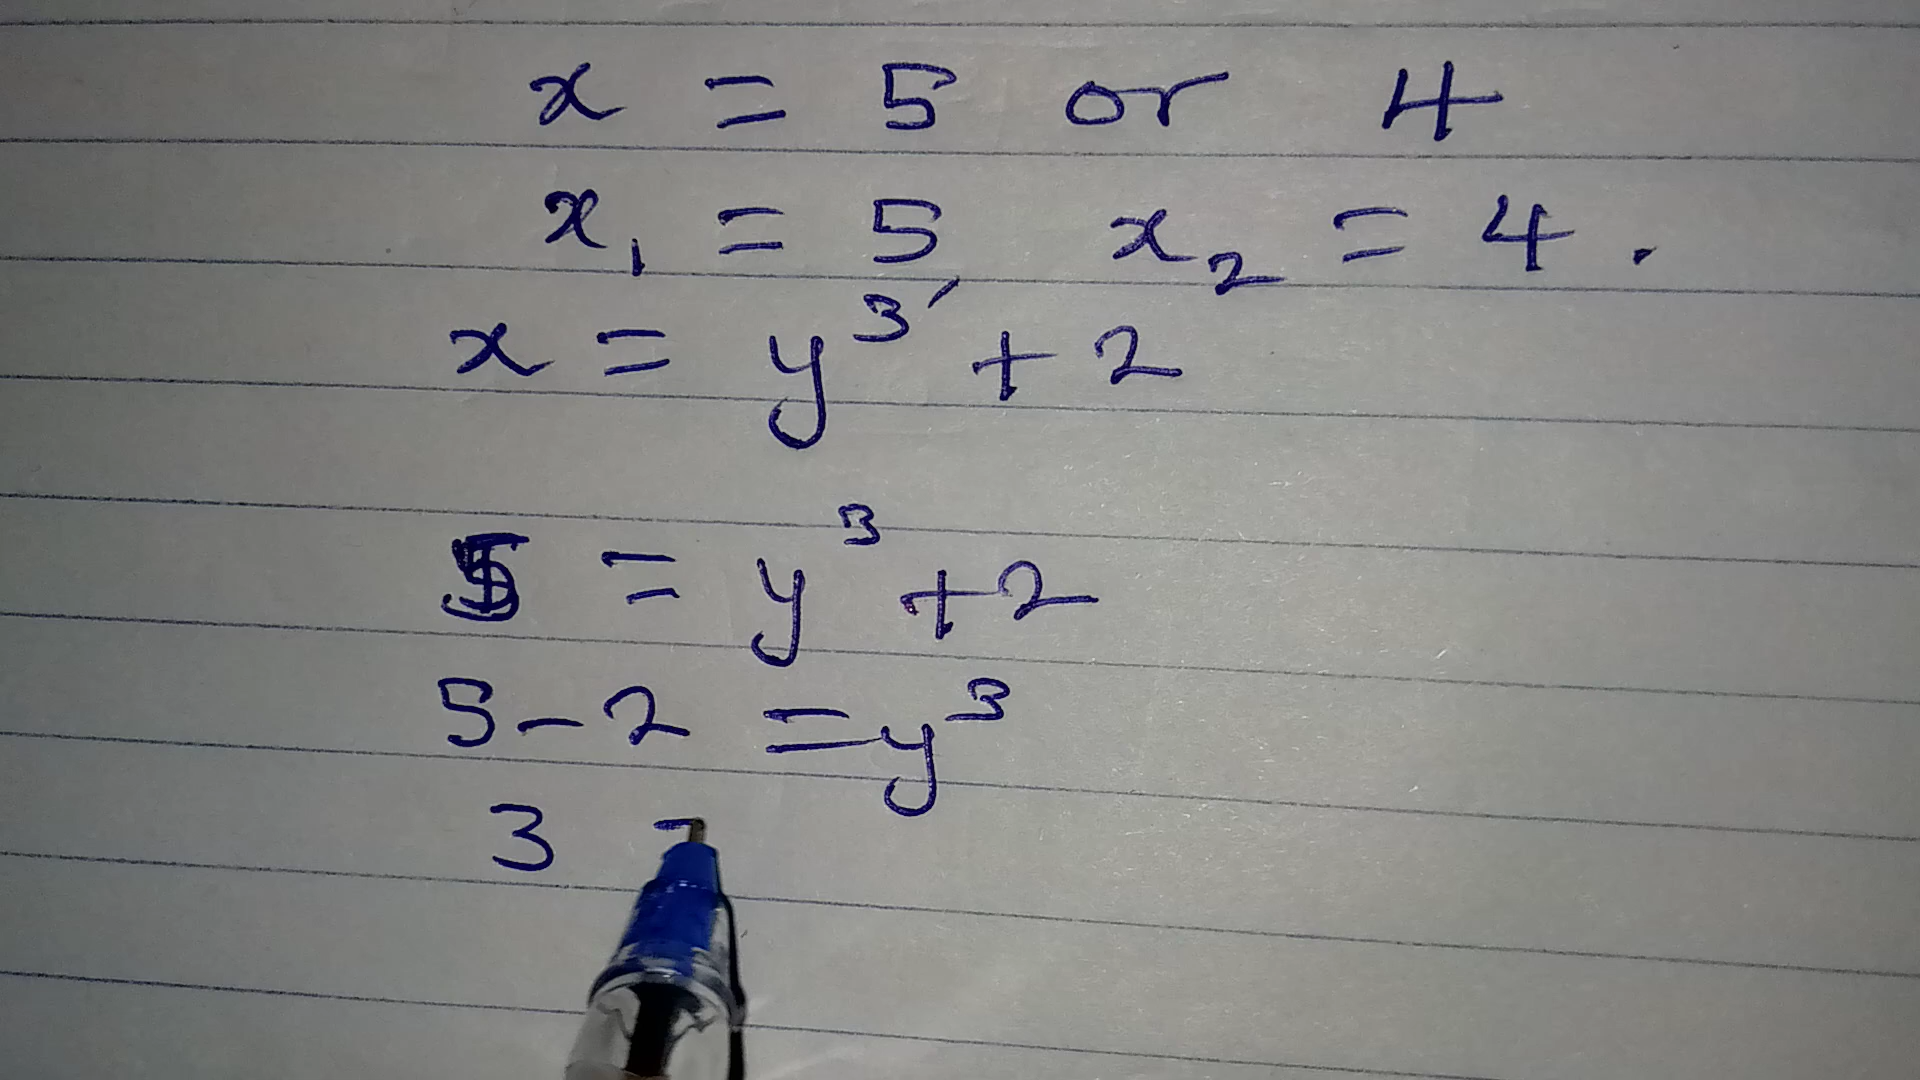 x = 5 or 4
x₁ = 5, x₂ = 4.
x = y³ + 2
5 = y³ + 2
5 - 2 = y³
3 -